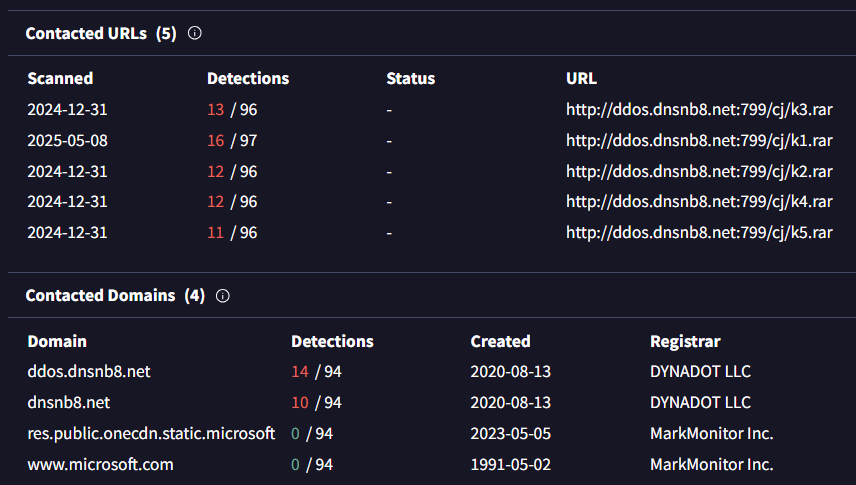 Contacted URLs (5)
Scanned Detections Status URL
2024-12-31 13 / 96 - http://ddos.dnsnb8.net:799/cj/k3.rar
2025-05-08 16 / 97 - http://ddos.dnsnb8.net:799/cj/k1.rar
2024-12-31 12 / 96 - http://ddos.dnsnb8.net:799/cj/k2.rar
2024-12-31 12 / 96 - http://ddos.dnsnb8.net:799/cj/k4.rar
2024-12-31 11 / 96 - http://ddos.dnsnb8.net:799/cj/k5.rar
Contacted Domains (4)
Domain Detections Created Registrar
ddos.dnsnb8.net 14 / 94 2020-08-13 DYNADOT LLC
dnsnb8.net 10 / 94 2020-08-13 DYNADOT LLC
res.public.onecdn.static.microsoft 0 / 94 2023-05-05 MarkMonitor Inc.
www.microsoft.com 0 / 94 1991-05-02 MarkMonitor Inc.